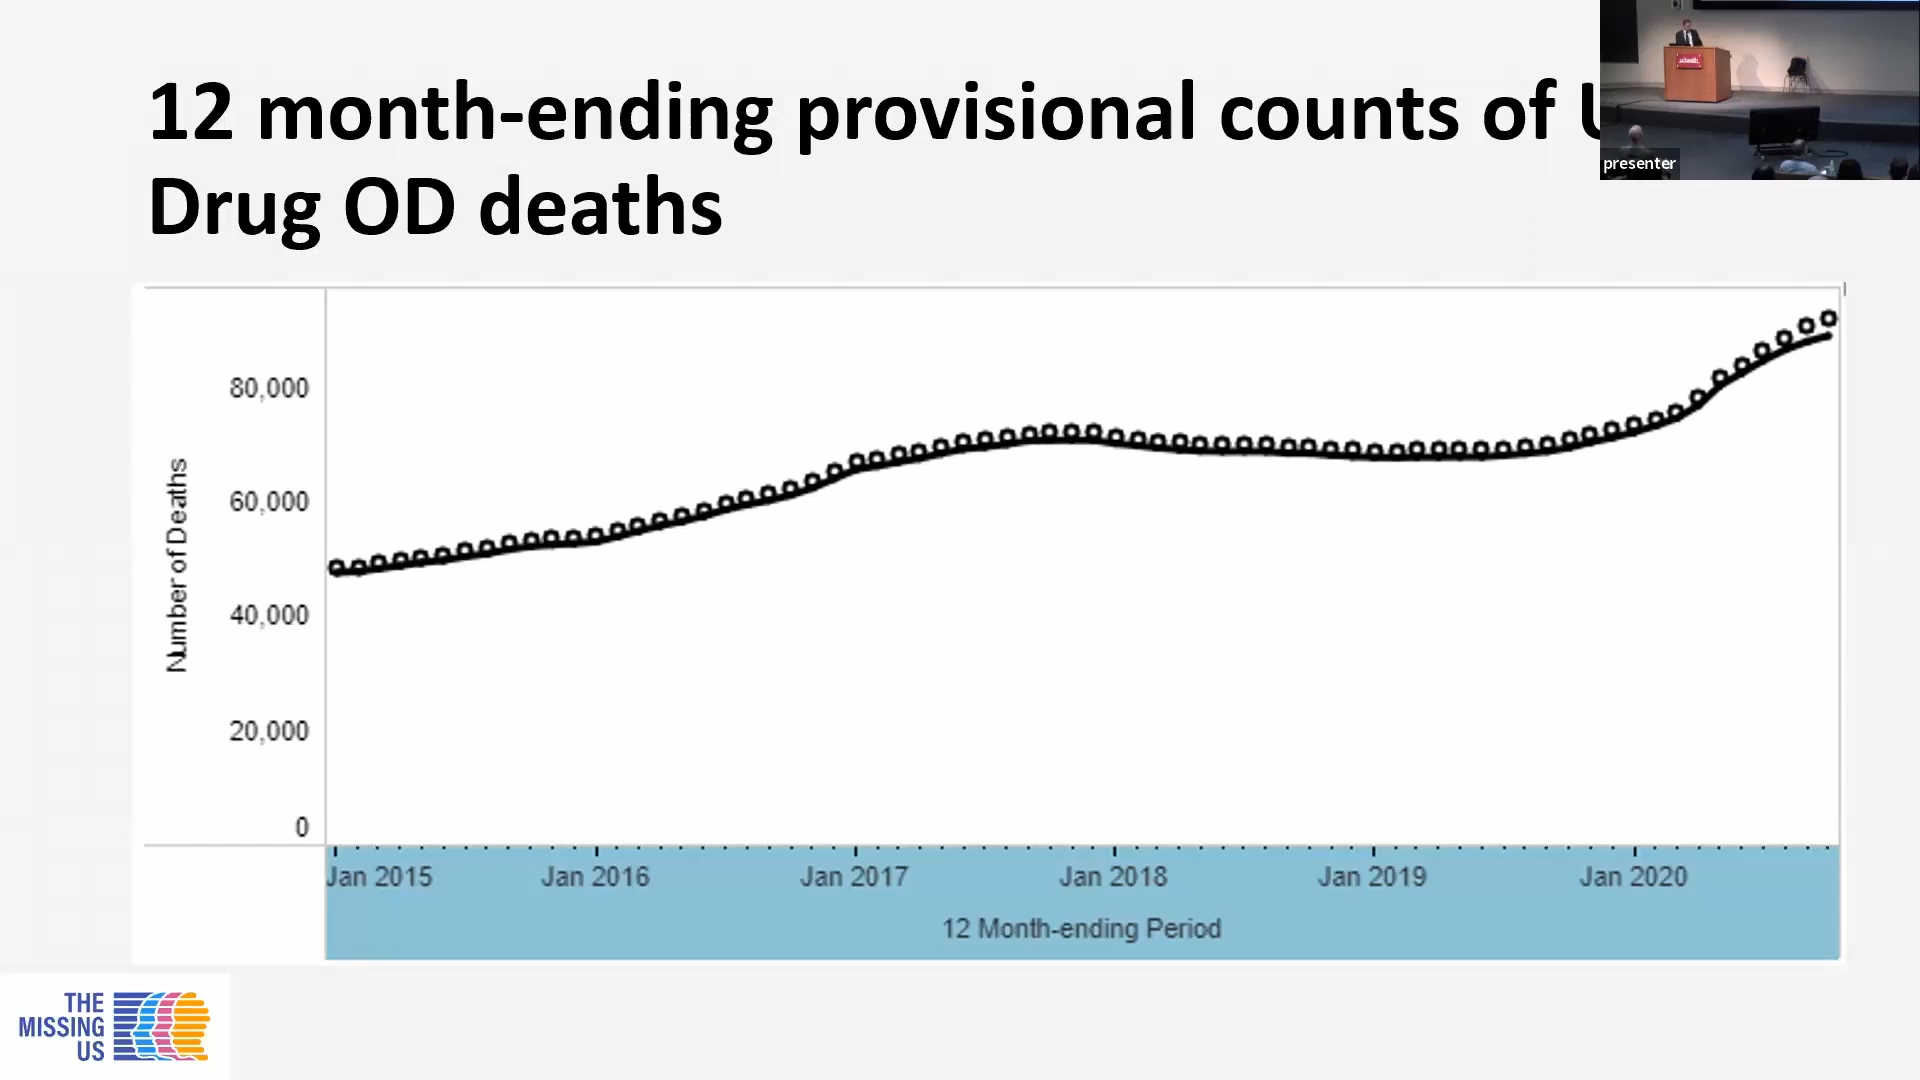 12 month-ending provisional counts of
Drug OD deaths
presenter
Number of Deaths
80,000
60,000
40,000
20,000
0
Jan 2015
Jan 2016
Jan 2017
Jan 2018
Jan 2019
Jan 2020
12 Month-ending Period
THE
MISSING
US